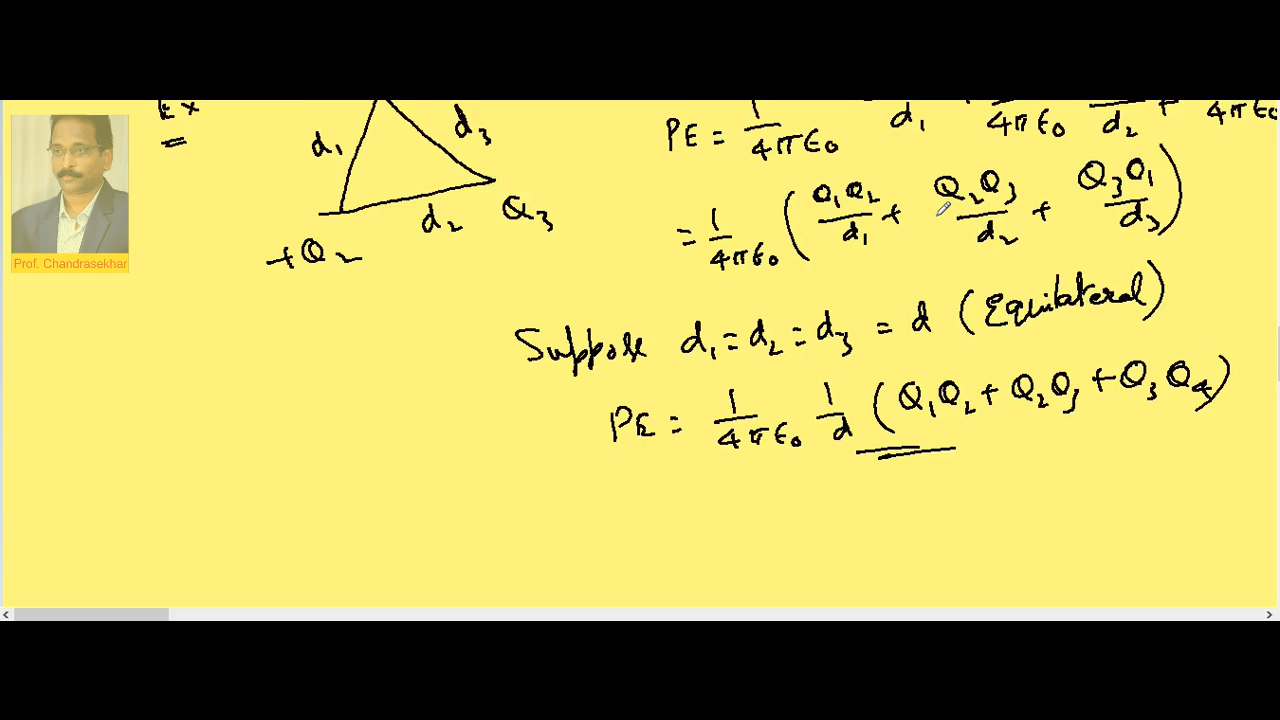 Ex
d₁
d₃
d₂
Q₃
+Q₂
Prof. Chandrasekhar
PE = 1/4πϵ₀ d₁ 4πϵ₀ d₂ + 4πϵ₀
= 1/4πϵ₀ (Q₁Q₂/d₁ + Q₂Q₃/d₂ + Q₃Q₁/d₃)
Suppose d₁ = d₂ = d₃ = d (Equilateral)
PE = 1/4πϵ₀ 1/d (Q₁Q₂ + Q₂Q₃ + Q₃Q₄)